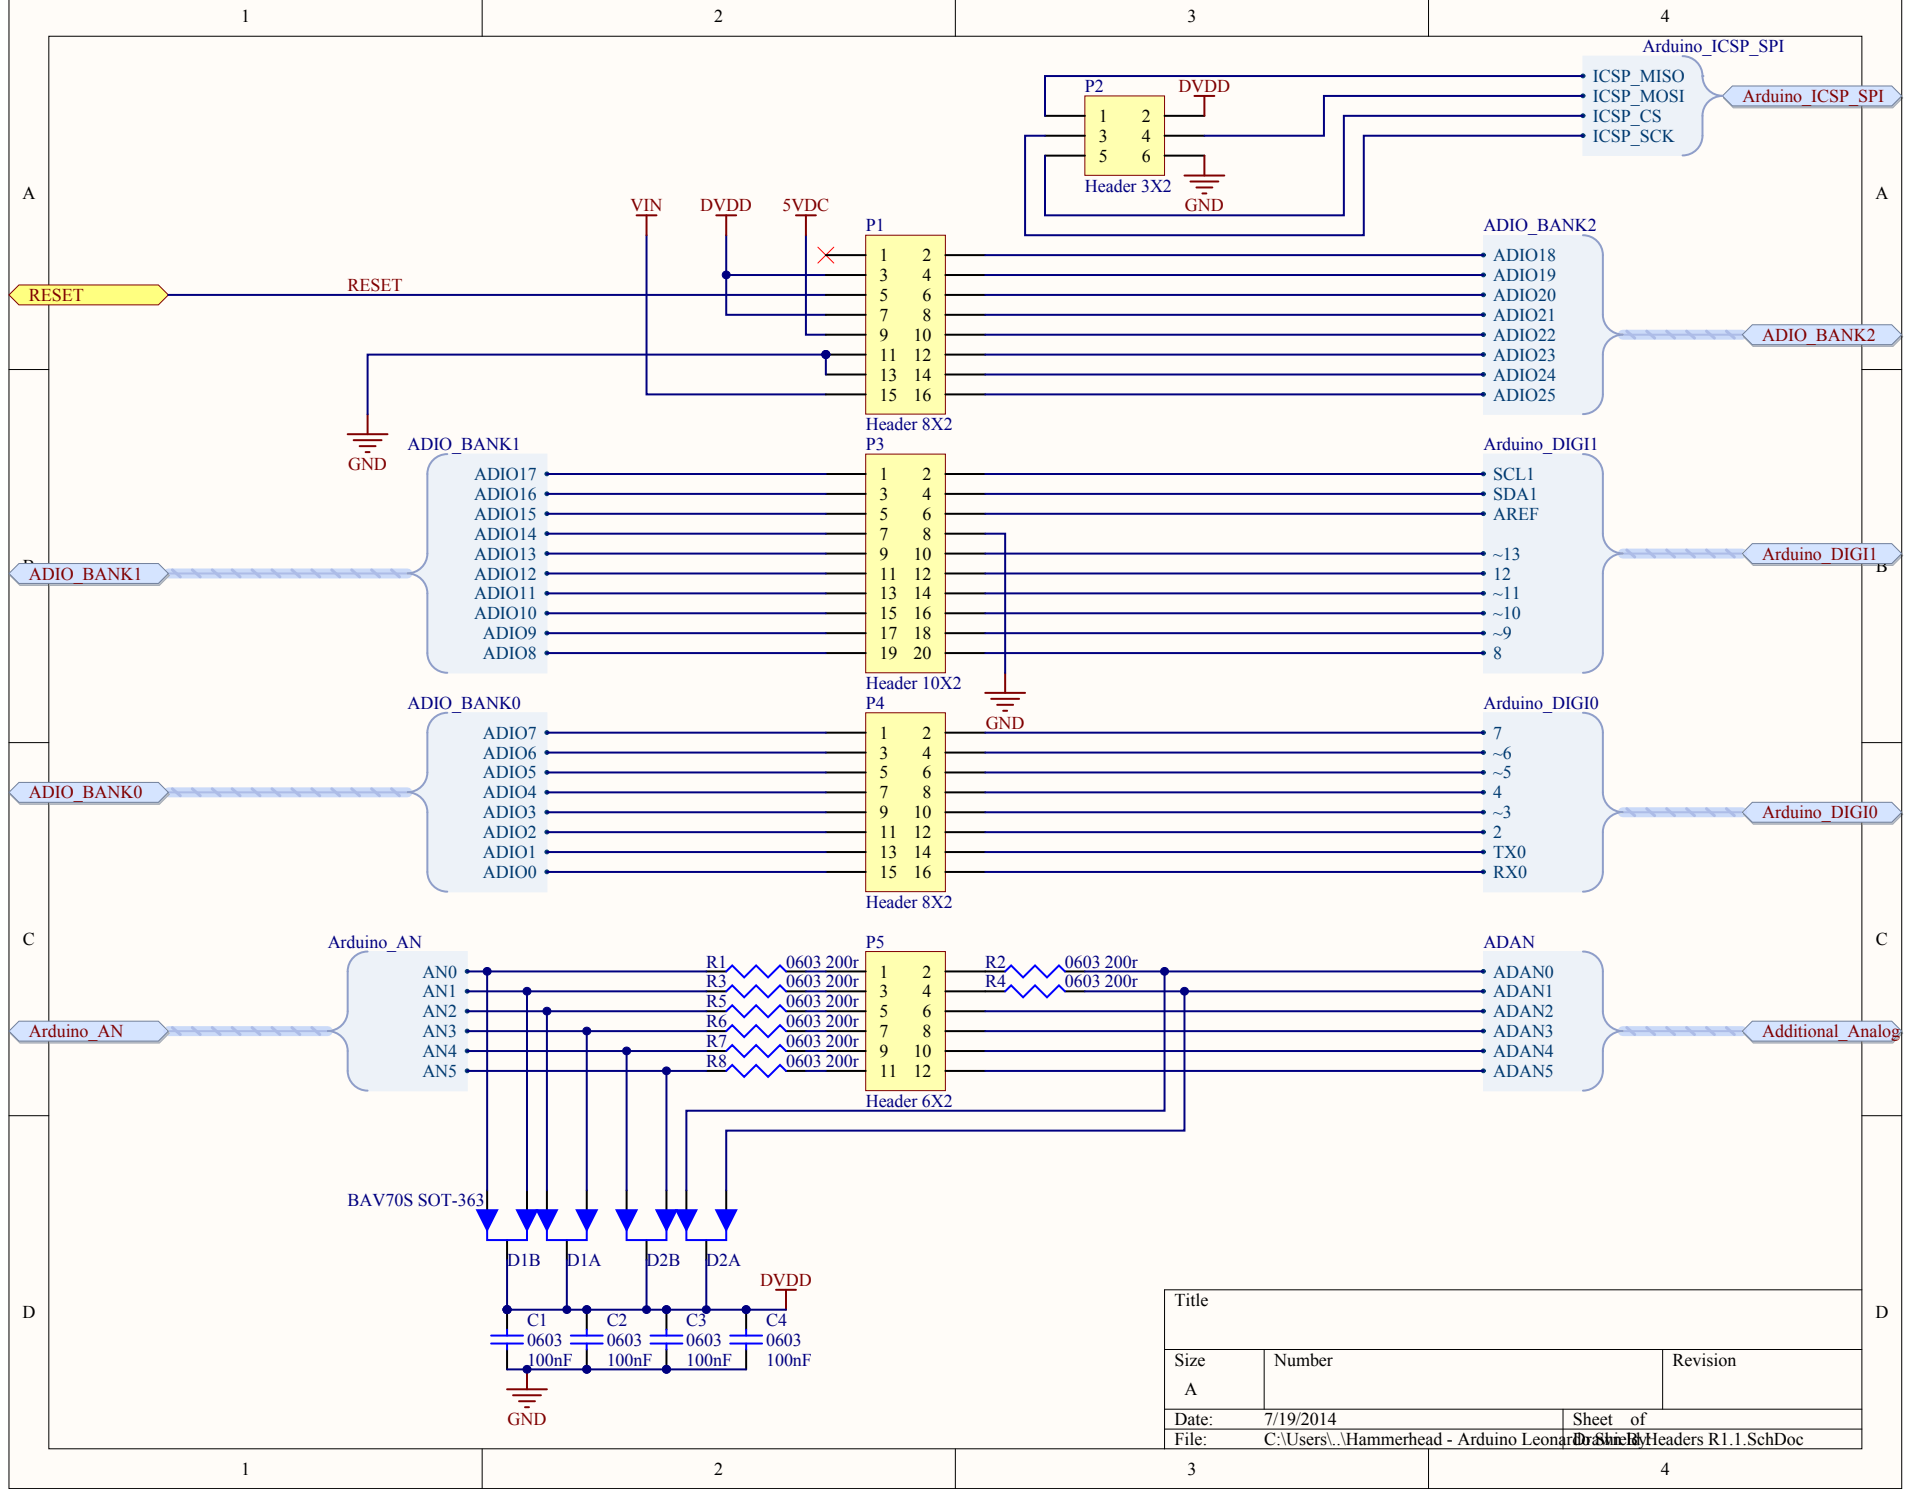 1 2 3 4
Arduino_ICSP_SPI
ICSP_MISO
ICSP_MOSI
ICSP_CS
ICSP_SCK
Arduino_ICSP_SPI
P2
DVDD
1 2
3 4
5 6
Header 3X2
GND
A
A
VIN DVDD 5VDC
P1
ADIO_BANK2
RESET
RESET
1 2 ADIO18
3 4 ADIO19
5 6 ADIO20
7 8 ADIO21
9 10 ADIO22
11 12 ADIO23
13 14 ADIO24
15 16 ADIO25
ADIO_BANK2
Header 8X2
GND
ADIO_BANK1
P3
Arduino_DIGI1
ADIO17 1 2 SCL1
ADIO16 3 4 SDA1
ADIO15 5 6 AREF
ADIO14 7 8
ADIO13 9 10 ~13
ADIO12 11 12 12
ADIO11 13 14 ~11
ADIO10 15 16 ~10
ADIO9 17 18 ~9
ADIO8 19 20 8
B
ADIO_BANK1
Arduino_DIGI1
B
Header 10X2
GND
ADIO_BANK0
P4
Arduino_DIGI0
ADIO7 1 2 7
ADIO6 3 4 ~6
ADIO5 5 6 ~5
ADIO4 7 8 4
ADIO3 9 10 ~3
ADIO2 11 12 2
ADIO1 13 14 TX0
ADIO0 15 16 RX0
ADIO_BANK0
Arduino_DIGI0
Header 8X2
C
C
Arduino_AN
P5
ADAN
AN0 R1 0603 200r 1 2 R2 0603 200r ADAN0
AN1 R3 0603 200r 3 4 R4 0603 200r ADAN1
AN2 R5 0603 200r 5 6 ADAN2
AN3 R6 0603 200r 7 8 ADAN3
AN4 R7 0603 200r 9 10 ADAN4
AN5 R8 0603 200r 11 12 ADAN5
Arduino_AN
Additional_Analog
Header 6X2
BAV70S SOT-363
D1B D1A D2B D2A
DVDD
D
D
C1 C2 C3 C4
0603 0603 0603 0603
100nF 100nF 100nF 100nF
GND
Title
Size Number Revision
A
Date: 7/19/2014 Sheet of
File: C:\Users\..\Hammerhead - Arduino Leonardo Shield Headers R1.1.SchDoc
Drawn By:
1 2 3 4